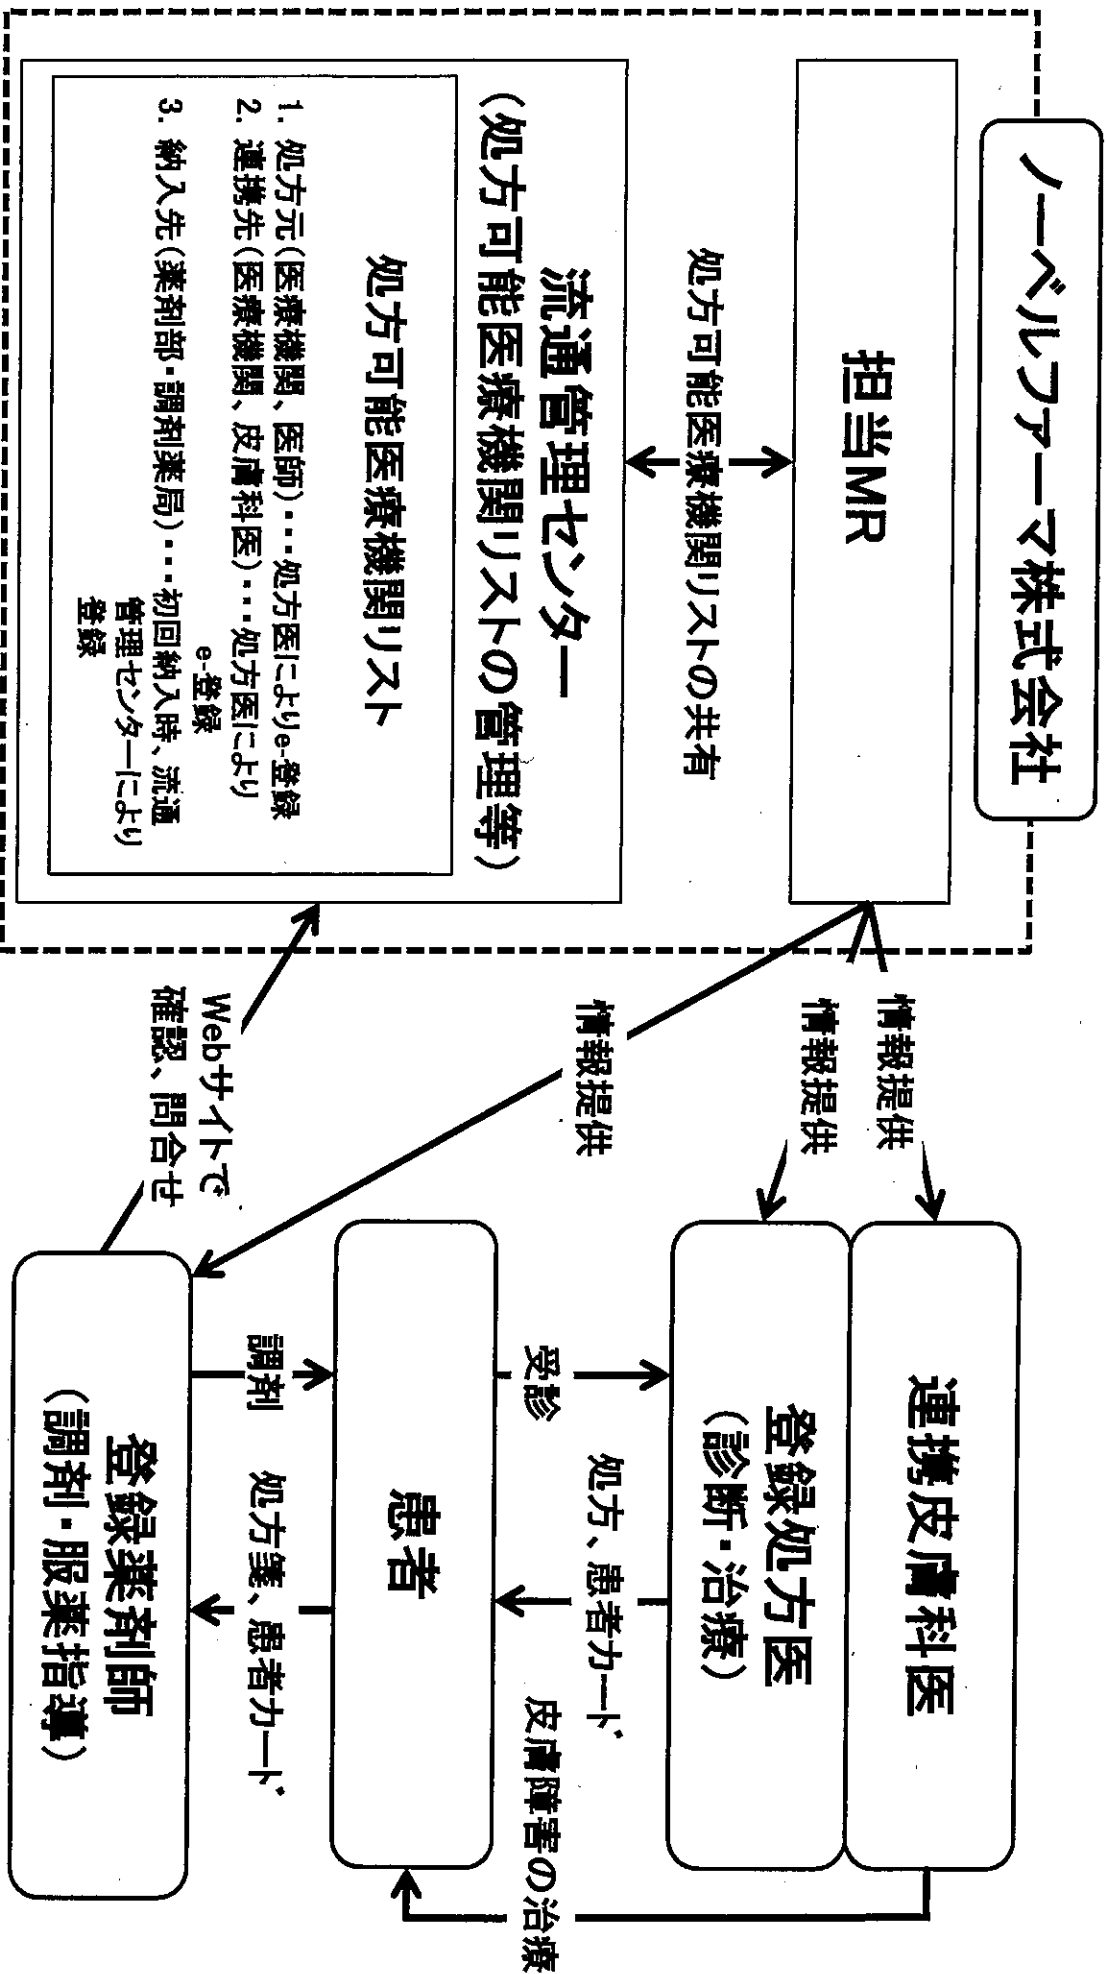 ノーベルファーマ株式会社
担当MR
処方可能医療機関リストの共有
流通管理センター
（処方可能医療機関リストの管理等）
処方可能医療機関リスト
1. 処方元（医療機関、医師）・・・処方医によりe-登録
2. 連携先（医療機関、皮膚科医）・・・処方医により
e-登録
3. 納入先（薬剤部・調剤薬局）・・・初回納入時、流通
管理センターにより
登録
情報提供
情報提供
情報提供
Webサイトで
確認、問合せ
連携皮膚科医
登録処方医
（診断・治療）
受診
処方、患者カード
皮膚障害の治療
患者
調剤
処方箋、患者カード
登録薬剤師
（調剤・服薬指導）